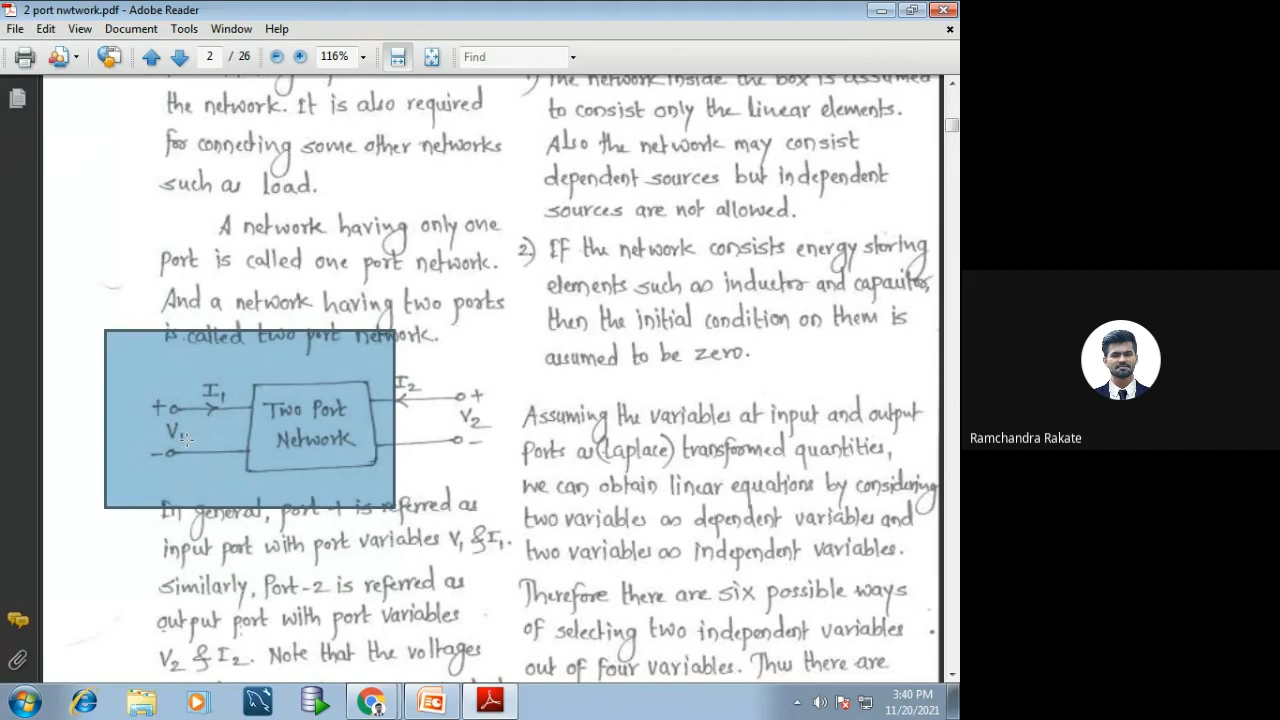 2 port nwtwork.pdf - Adobe Reader
File Edit View Document Tools Window Help
2 / 26 116% Find
the network. It is also required
for connecting some other networks
such as load.
A network having only one
port is called one port network.
And a network having two ports
is called two port network.
I1 I2
+ Two Port +
V1 Network V2
- -
In general, port-1 is referred as
input port with port variables V1 & I1.
similarly, Port-2 is referred as
output port with port variables
V2 & I2. Note that the voltages
1) The network inside the box is assumed
to consist only the linear elements.
Also the network may consist
dependent sources but independent
sources are not allowed.
2) If the network consists energy storing
elements such as inductor and capacitor,
then the initial condition on them is
assumed to be zero.
Assuming the variables at input and output
Ports as (Laplace) transformed quantities,
we can obtain linear equations by considering
two variables as dependent variables and
two variables as independent variables.
Therefore there are six possible ways
of selecting two independent variables
out of four variables. Thus there are
Ramchandra Rakate
3:40 PM
11/20/2021